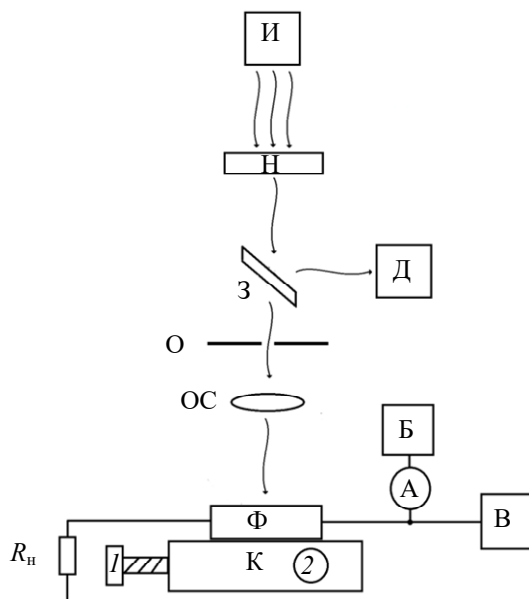 И
Н
З
Д
О
ОС
Б
А
Ф
В
Rн
1
К
2